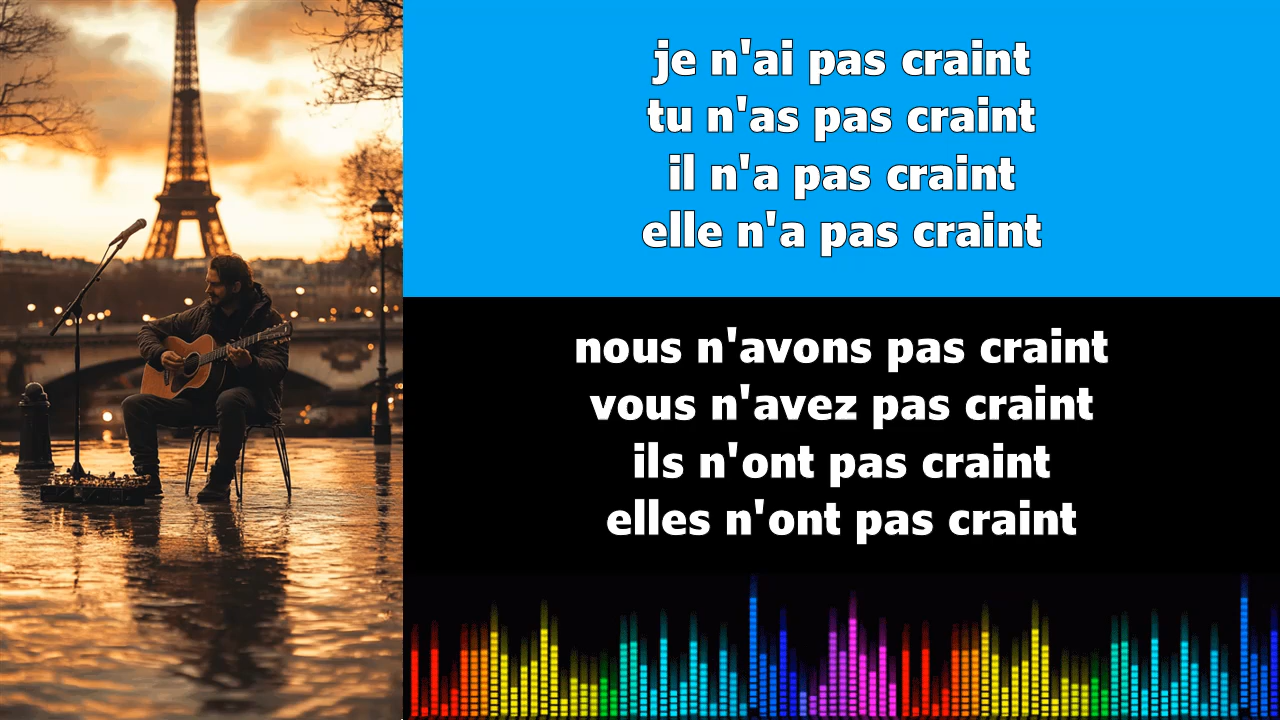 je n'ai pas craint
tu n'as pas craint
il n'a pas craint
elle n'a pas craint
nous n'avons pas craint
vous n'avez pas craint
ils n'ont pas craint
elles n'ont pas craint